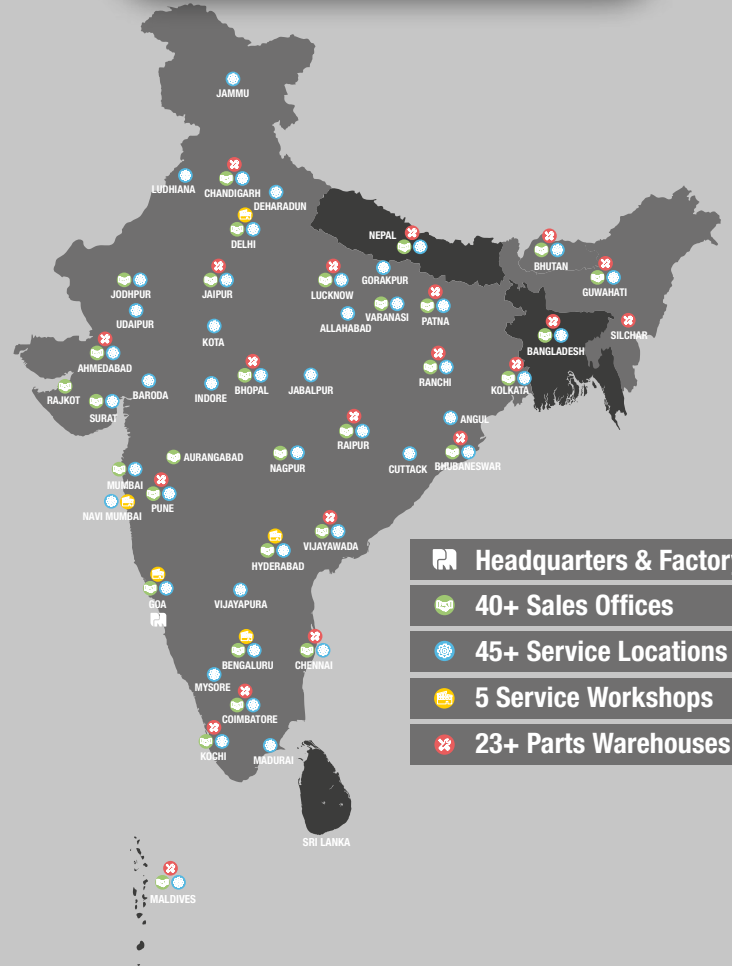 JAMMU
LUDHIANA
CHANDIGARH
DEHARADUN
DELHI
NEPAL
BHUTAN
GUWAHATI
JODHPUR
JAIPUR
LUCKNOW
GORAKPUR
UDAIPUR
KOTA
ALLAHABAD
VARANASI
PATNA
SILCHAR
BANGLADESH
AHMEDABAD
RAJKOT
SURAT
BARODA
INDORE
BHOPAL
JABALPUR
RANCHI
KOLKATA
ANGUL
RAIPUR
AURANGABAD
NAGPUR
CUTTACK
BHUBANESWAR
MUMBAI
PUNE
NAVI MUMBAI
VIJAYAWADA
HYDERABAD
GOA
VIJAYAPURA
BENGALURU
CHENNAI
MYSORE
COIMBATORE
KOCHI
MADURAI
SRI LANKA
MALDIVES
Headquarters & Factor
40+ Sales Offices
45+ Service Locations
5 Service Workshops
23+ Parts Warehouses